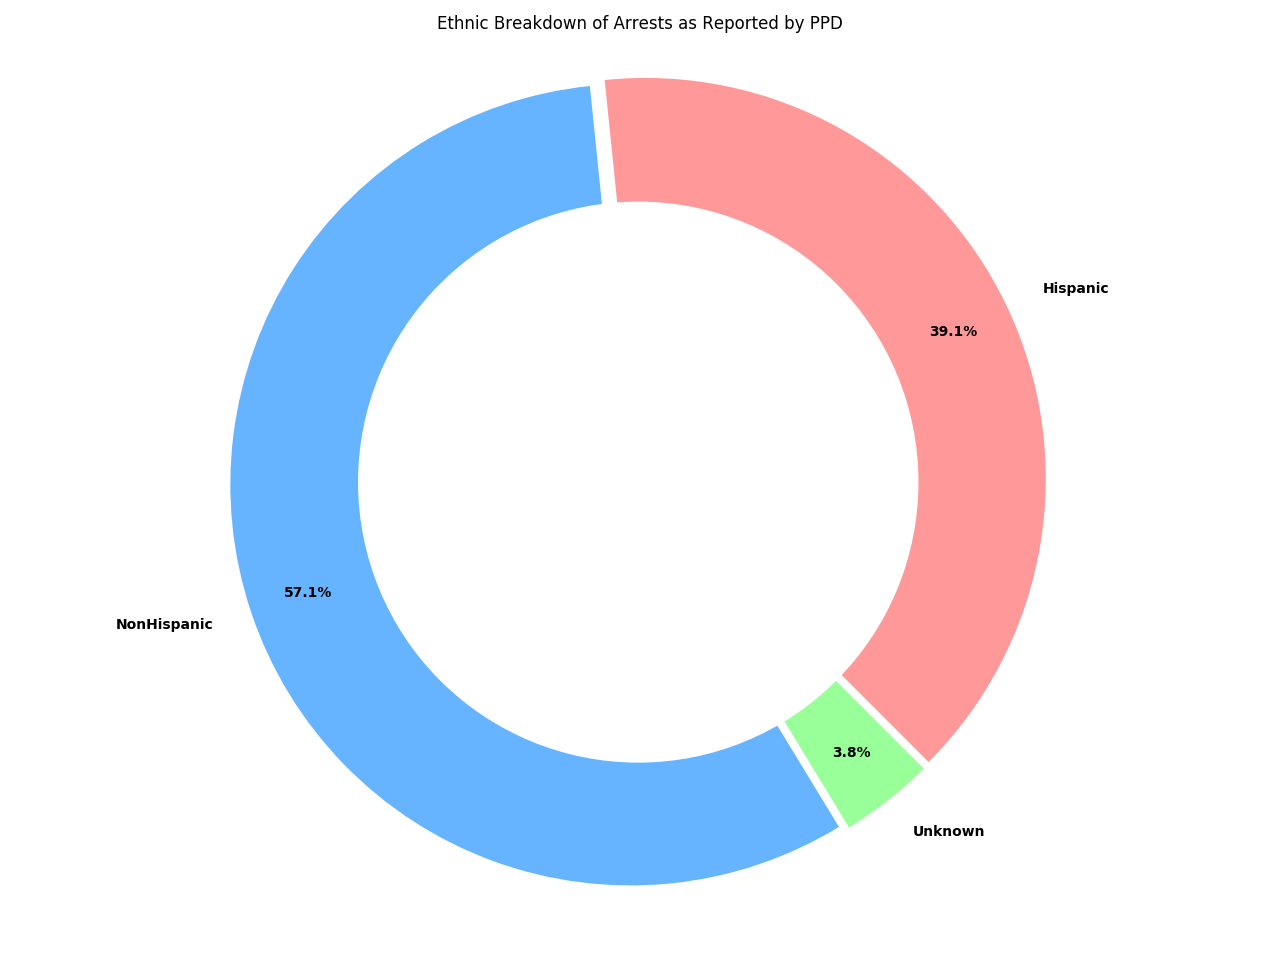 Ethnic Breakdown of Arrests as Reported by PPD
Hispanic
39.1%
57.1%
NonHispanic
3.8%
Unknown